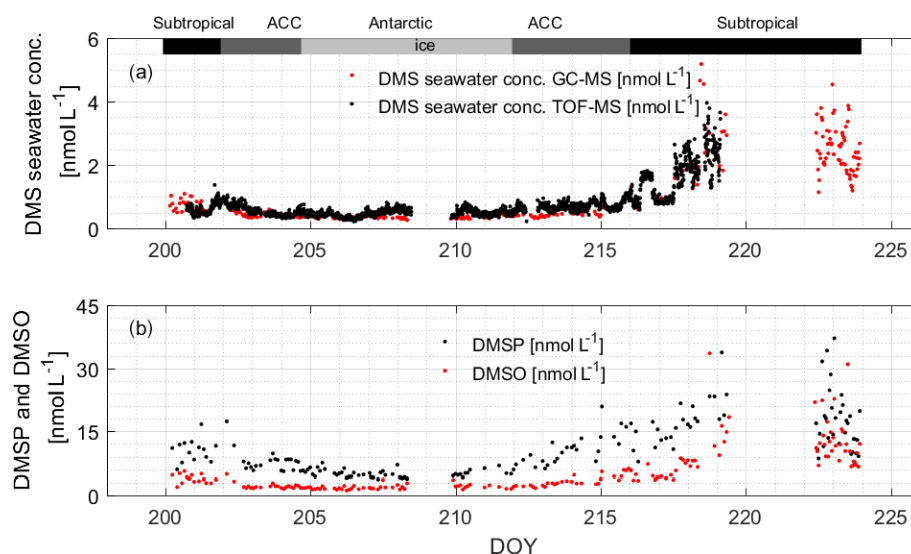 Subtropical ACC Antarctic ACC Subtropical
ice
(a)
DMS seawater conc. GC-MS [nmol L-1]
DMS seawater conc. TOF-MS [nmol L-1]
DMS seawater conc.
[nmol L-1]
6
4
2
0
200 205 210 215 220 225
(b)
DMSP [nmol L-1]
DMSO [nmol L-1]
DMSP and DMSO
[nmol L-1]
45
30
15
0
200 205 210 215 220 225
DOY